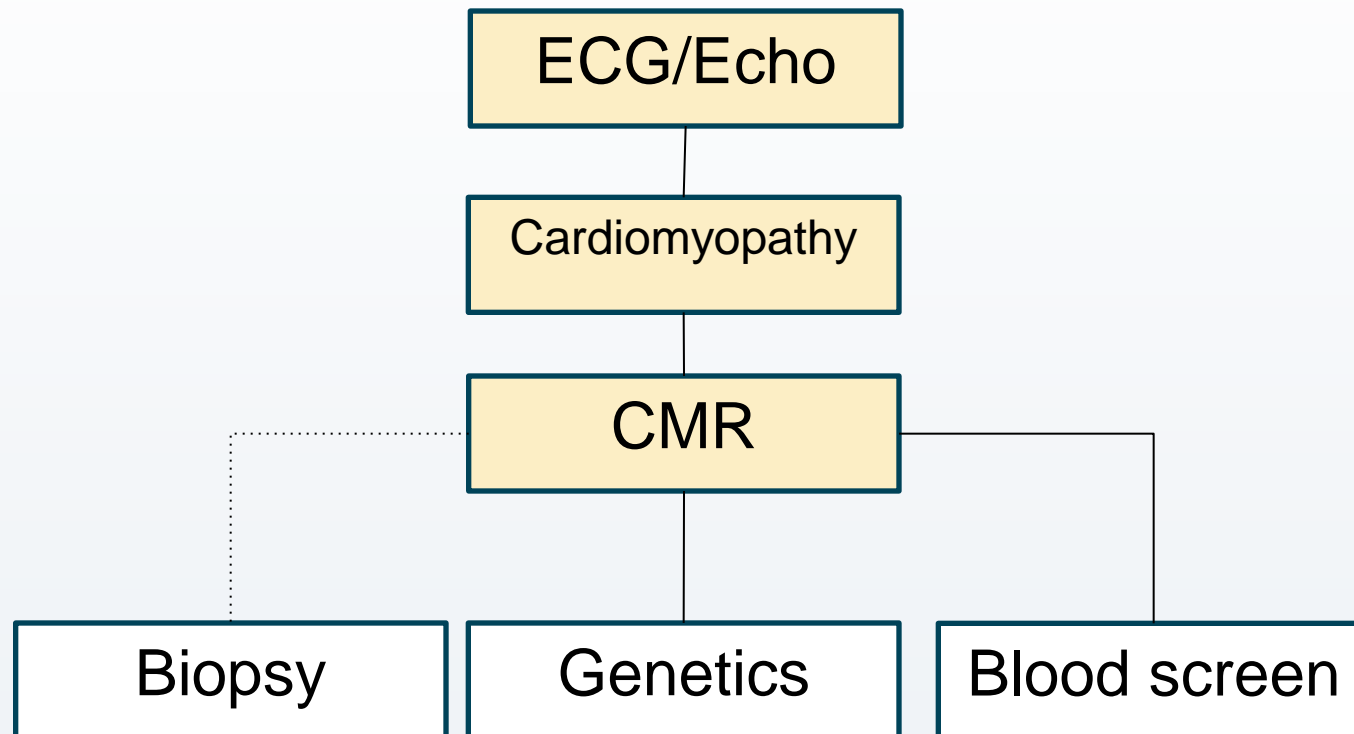 ECG/Echo
Cardiomyopathy
CMR
Biopsy
Genetics
Blood screen